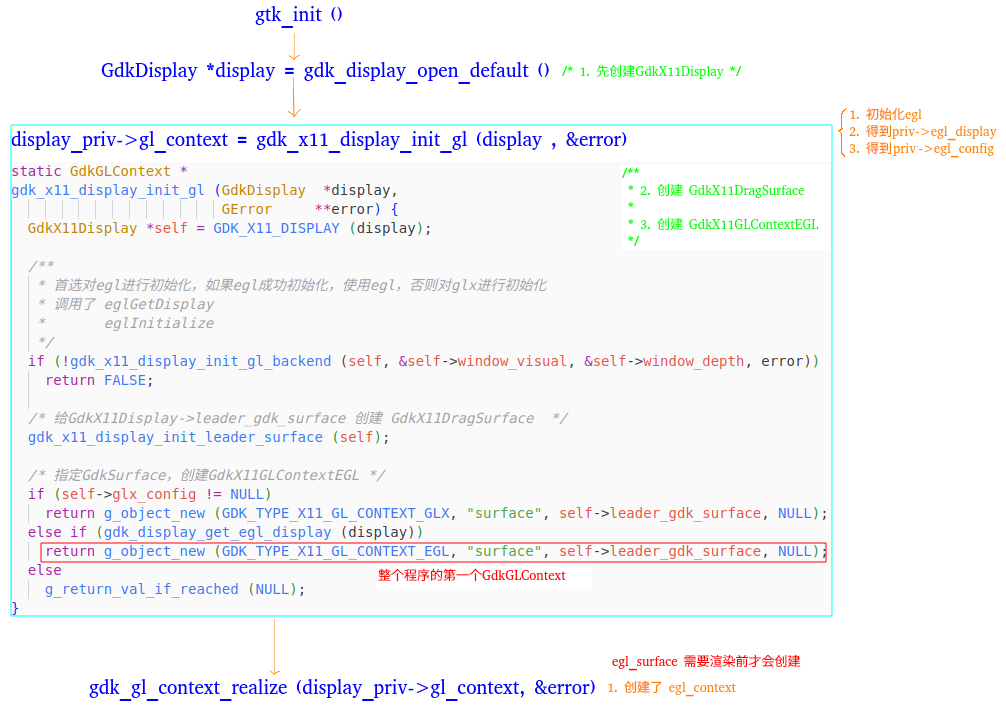 gtk_init ()
GdkDisplay *display = gdk_display_open_default () /* 1. 先创建GdkX11Display */
1. 初始化egl
2. 得到priv->egl_display
3. 得到priv->egl_config
display_priv->gl_context = gdk_x11_display_init_gl (display , &error)
static GdkGLContext *
gdk_x11_display_init_gl (GdkDisplay  *display,
GError     **error) {
GdkX11Display *self = GDK_X11_DISPLAY (display);
/**
* 2. 创建 GdkX11DragSurface
*
* 3. 创建 GdkX11GLContextEGL
*/
/**
* 首选对egl进行初始化，如果egl成功初始化，使用egl，否则对glx进行初始化
* 调用了 eglGetDisplay
*       eglInitialize
*/
if (!gdk_x11_display_init_gl_backend (self, &self->window_visual, &self->window_depth, error))
return FALSE;
/* 给GdkX11Display->leader_gdk_surface 创建 GdkX11DragSurface  */
gdk_x11_display_init_leader_surface (self);
/* 指定GdkSurface，创建GdkX11GLContextEGL */
if (self->glx_config != NULL)
return g_object_new (GDK_TYPE_X11_GL_CONTEXT_GLX, "surface", self->leader_gdk_surface, NULL);
else if (gdk_display_get_egl_display (display))
return g_object_new (GDK_TYPE_X11_GL_CONTEXT_EGL, "surface", self->leader_gdk_surface, NULL);
else
整个程序的第一个GdkGLContext
g_return_val_if_reached (NULL);
}
egl_surface 需要渲染前才会创建
gdk_gl_context_realize (display_priv->gl_context, &error) 1. 创建了 egl_context